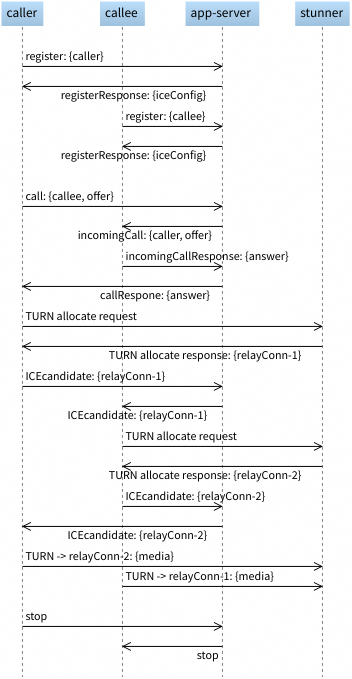 caller callee app-server stunner
register: {caller}
registerResponse: {iceConfig}
register: {callee}
registerResponse: {iceConfig}
call: {callee, offer}
incomingCall: {caller, offer}
incomingCallResponse: {answer}
callRespone: {answer}
TURN allocate request
TURN allocate response: {relayConn-1}
ICEcandidate: {relayConn-1}
ICEcandidate: {relayConn-1}
TURN allocate request
TURN allocate response: {relayConn-2}
ICEcandidate: {relayConn-2}
ICEcandidate: {relayConn-2}
TURN -> relayConn-2: {media}
TURN -> relayConn-1: {media}
stop
stop